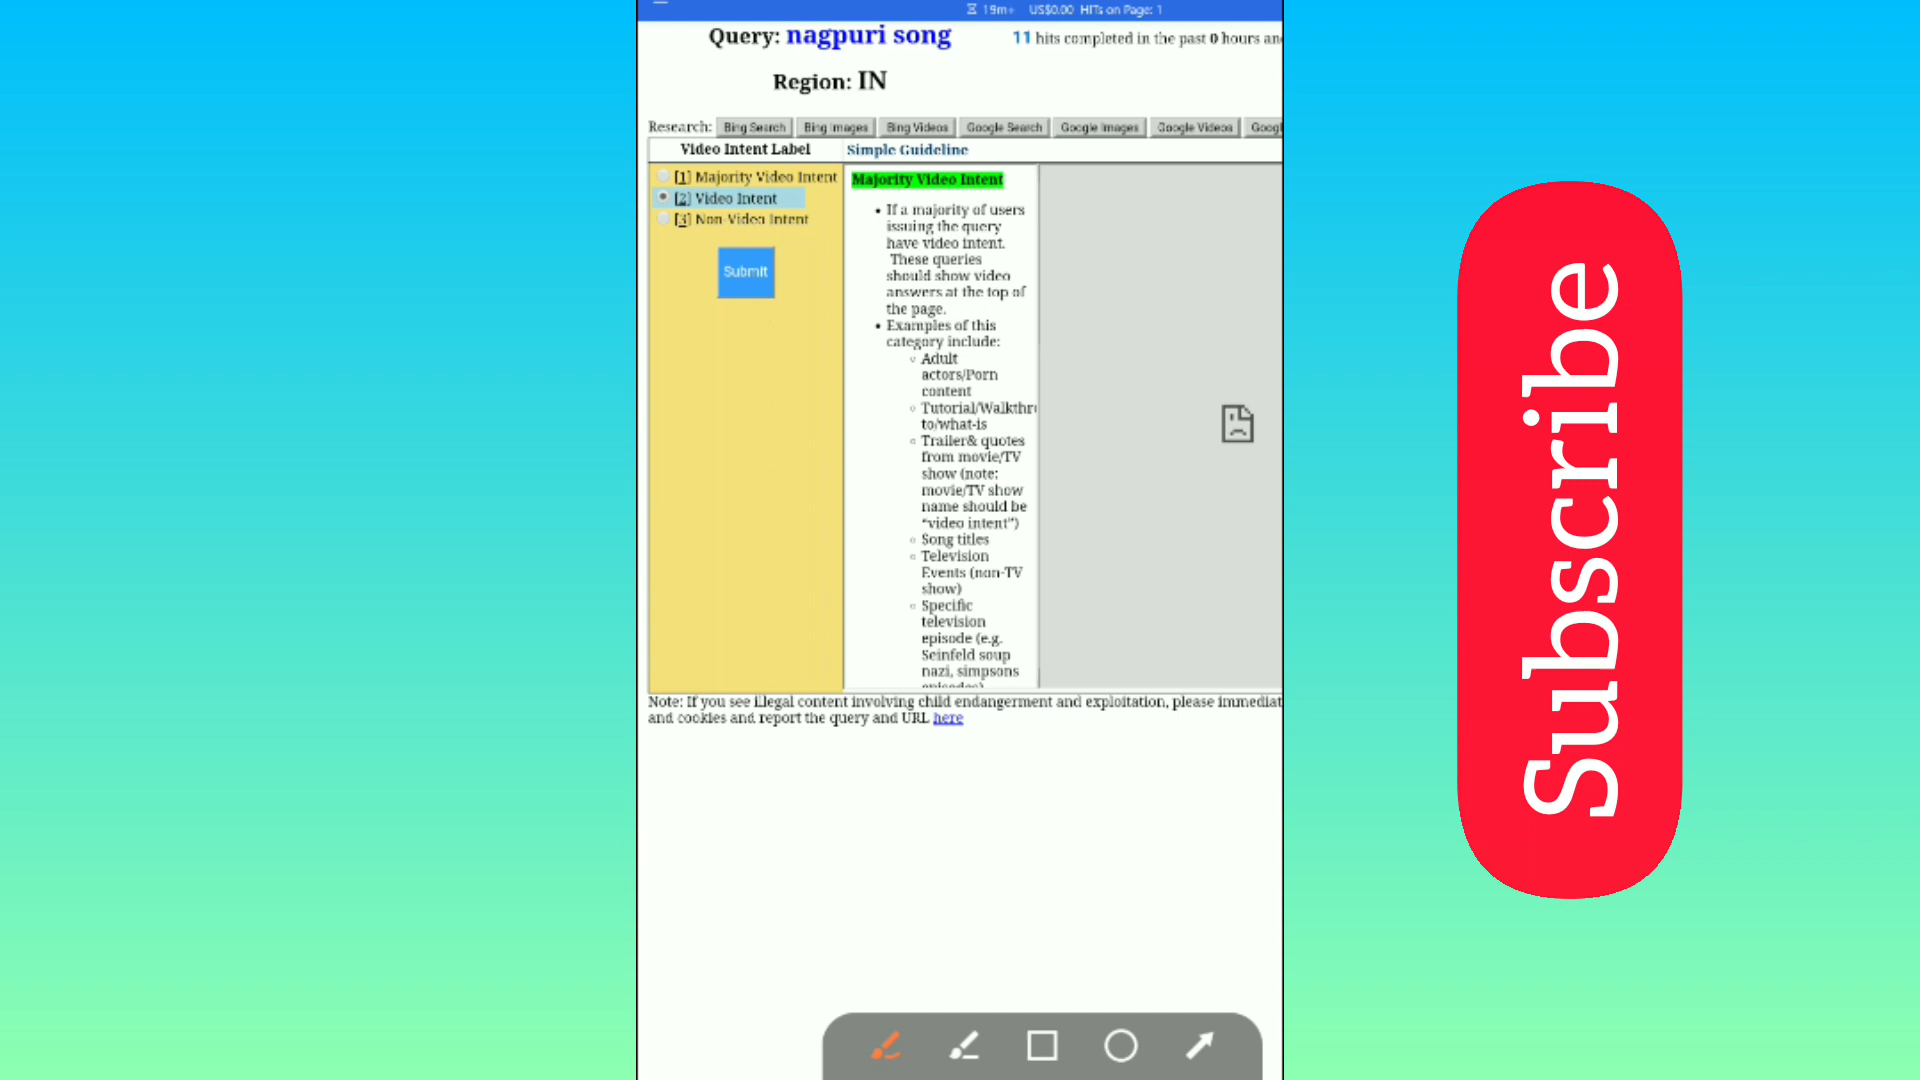 19m+ US$0.00 HITs on Page: 1
Query: nagpuri song
11 hits completed in the past 0 hours an
Region: IN
Research: Bing Search Bing Images Bing Videos Google Search Google Images Google Videos Googl
Video Intent Label
Simple Guideline
[1] Majority Video Intent
[2] Video Intent
[3] Non-Video Intent
Submit
Majority Video Intent
If a majority of users
issuing the query
have video intent.
These queries
should show video
answers at the top of
the page.
Examples of this
category include:
Adult
actors/Porn
content
Tutorial/Walkthr
to/what-is
Trailer& quotes
from movie/TV
show (note:
movie/TV show
name should be
“video intent”)
Song titles
Television
Events (non-TV
show)
Specific
television
episode (e.g.
Seinfeld soup
nazi, simpsons
episodes)
Note: If you see illegal content involving child endangerment and exploitation, please immediat
and cookies and report the query and URL here
Subscribe